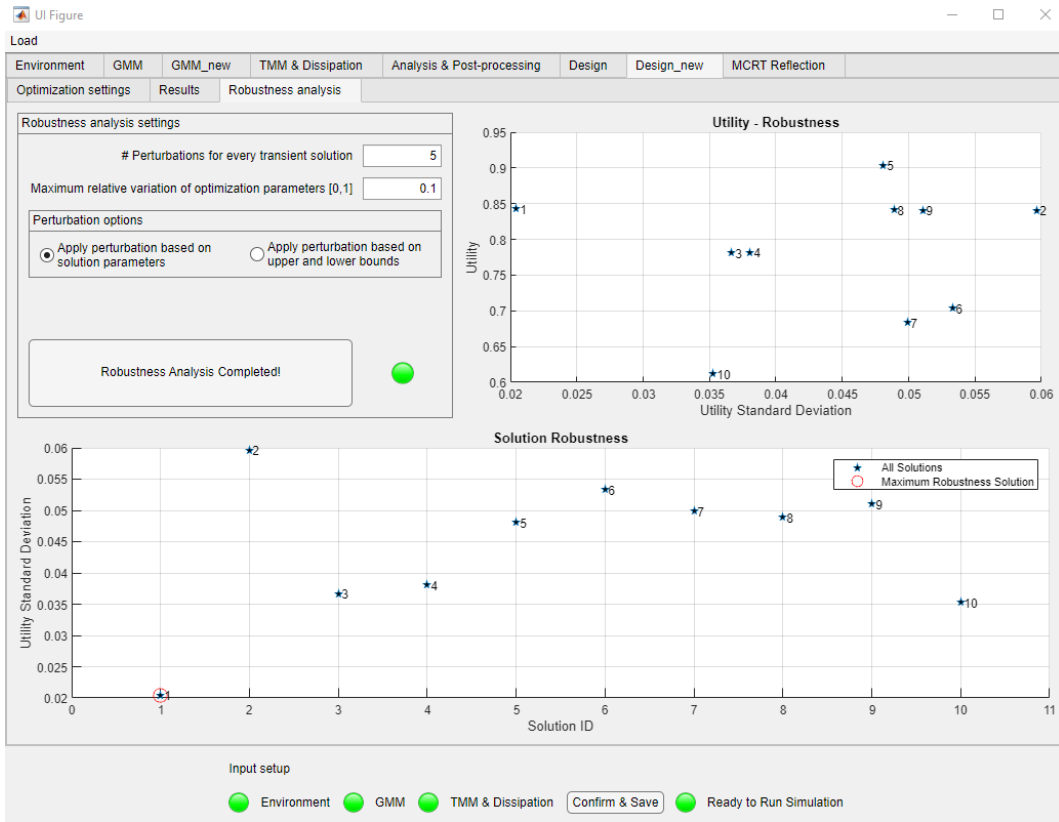 UI Figure
Load
Environment GMM GMM_new TMM & Dissipation Analysis & Post-processing Design Design_new MCRT Reflection
Optimization settings Results Robustness analysis
Robustness analysis settings
# Perturbations for every transient solution 5
Maximum relative variation of optimization parameters [0,1] 0.1
Perturbation options
Apply perturbation based on
solution parameters
Apply perturbation based on
upper and lower bounds
Robustness Analysis Completed!
Utility - Robustness
Utility
0.95
0.9
0.85
0.8
0.75
0.7
0.65
0.6
5
1
8
9
2
3
4
6
7
10
0.02 0.025 0.03 0.035 0.04 0.045 0.05 0.055 0.06
Utility Standard Deviation
Solution Robustness
Utility Standard Deviation
0.06
0.055
0.05
0.045
0.04
0.035
0.03
0.025
0.02
All Solutions
Maximum Robustness Solution
1
2
3
4
5
6
7
8
9
10
0 1 2 3 4 5 6 7 8 9 10 11
Solution ID
Input setup
Environment GMM TMM & Dissipation Confirm & Save Ready to Run Simulation